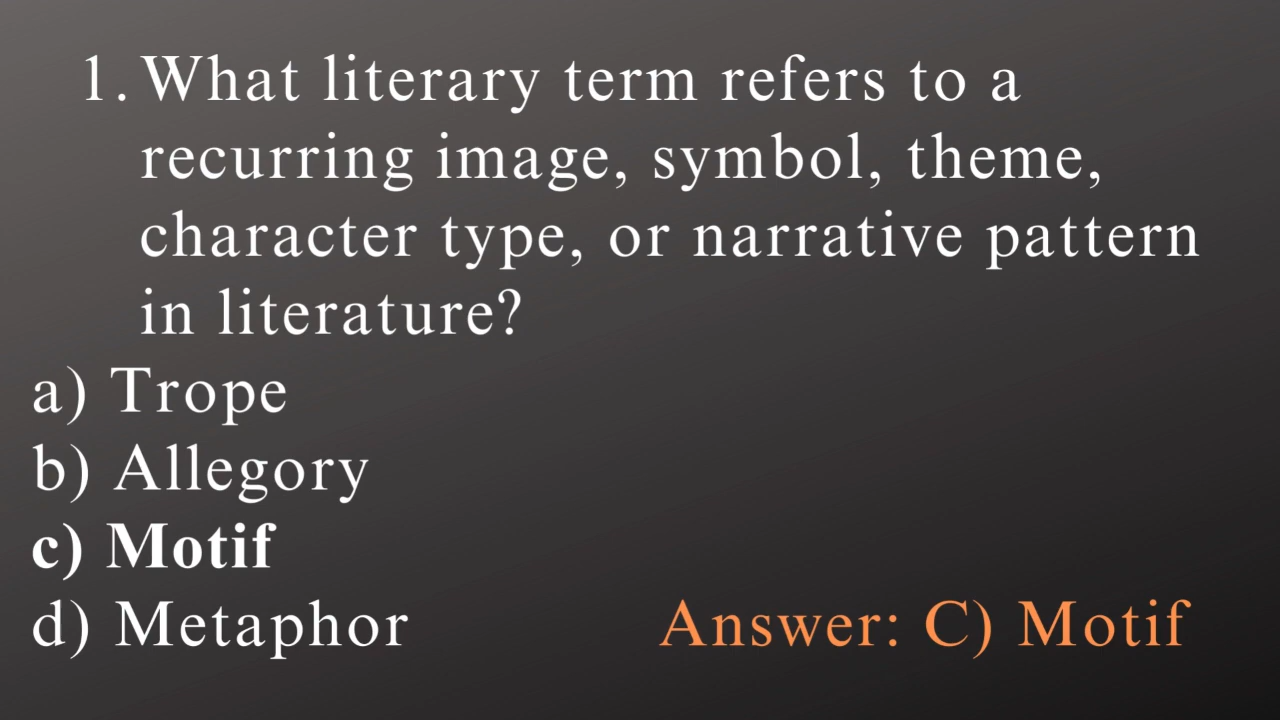 1. What literary term refers to a
recurring image, symbol, theme,
character type, or narrative pattern
in literature?
a) Trope
b) Allegory
c) Motif
d) Metaphor
Answer: C) Motif